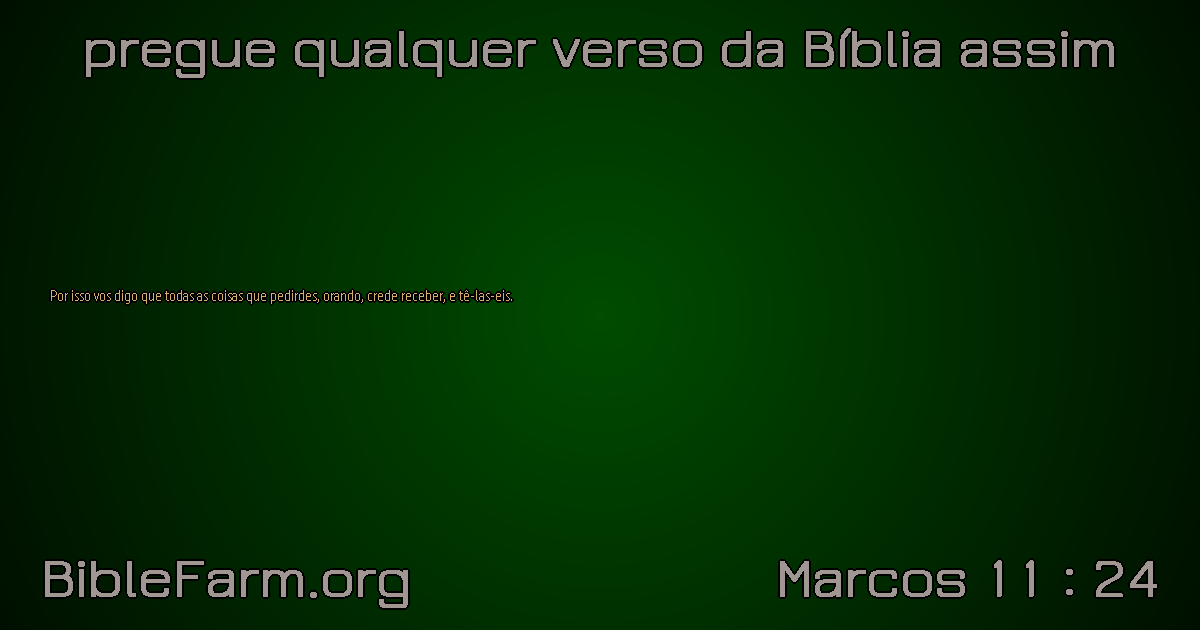 pregue qualquer verso da Bíblia assim
Por isso vos digo que todas as coisas que pedirdes, orando, crede receber, e tê-las-eis.
BibleFarm.org
Marcos 11 : 24